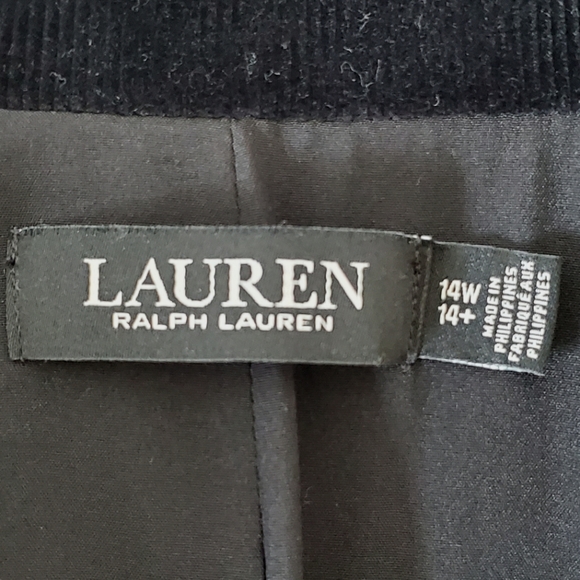 LAUREN
RALPH LAUREN
14W
14+
MADE IN
PHILIPPINES
FABRIQUÉ AUX
PHILIPPINES